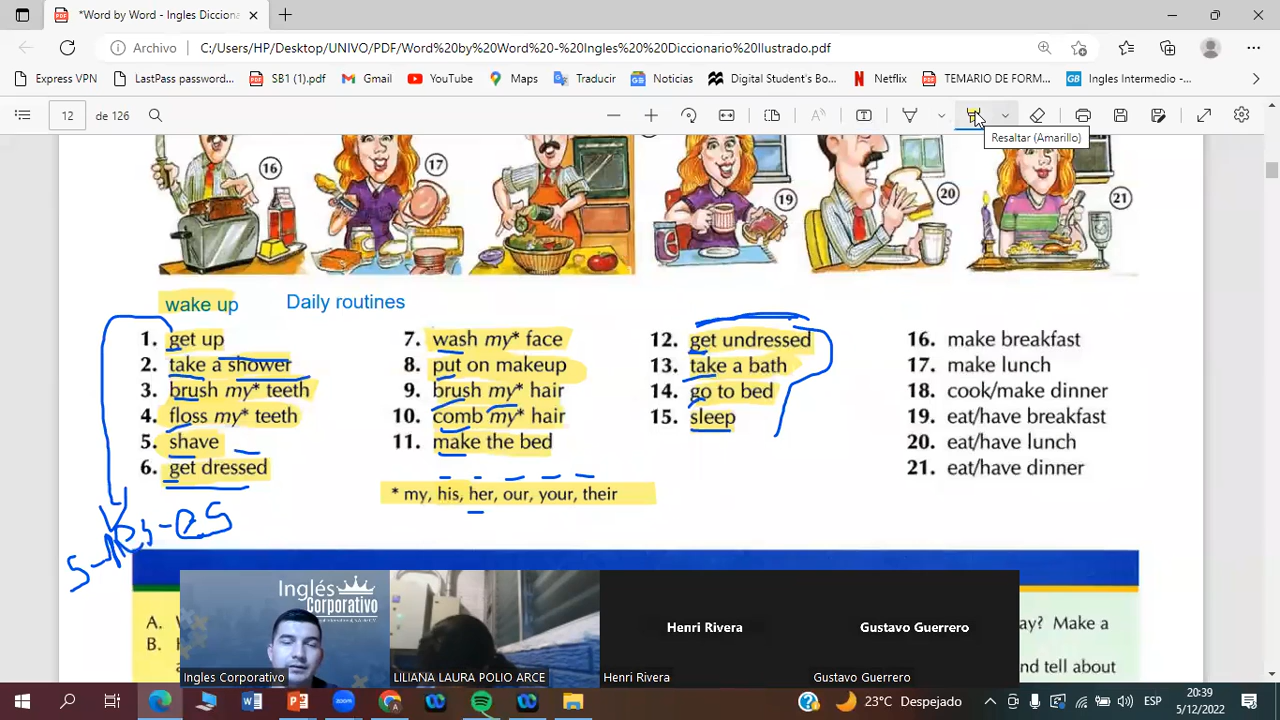 *Word by Word - Ingles Dicciona
Archivo
C:/Users/HP/Desktop/UNIVO/PDF/Word%20by%20Word%20-%20Ingles%20%20Diccionario%20Ilustrado.pdf
Express VPN
LastPass password...
SB1 (1).pdf
Gmail
YouTube
Maps
Traducir
Noticias
Digital Student's Bo...
Netflix
TEMARIO DE FORM...
Ingles Intermedio -...
12 de 126
Resaltar (Amarillo)
16
17
19
20
21
wake up
Daily routines
1. get up
2. take a shower
3. brush my* teeth
4. floss my* teeth
5. shave
6. get dressed
7. wash my* face
8. put on makeup
9. brush my* hair
10. comb my* hair
11. make the bed
* my, his, her, our, your, their
12. get undressed
13. take a bath
14. go to bed
15. sleep
16. make breakfast
17. make lunch
18. cook/make dinner
19. eat/have breakfast
20. eat/have lunch
21. eat/have dinner
A.
B.
ay? Make a
nd tell about
Inglés
Corporativo
Ingles Corporativo
LILIANA LAURA POLIO ARCE
Henri Rivera
Henri Rivera
Gustavo Guerrero
Gustavo Guerrero
23°C Despejado
ESP
20:39
5/12/2022